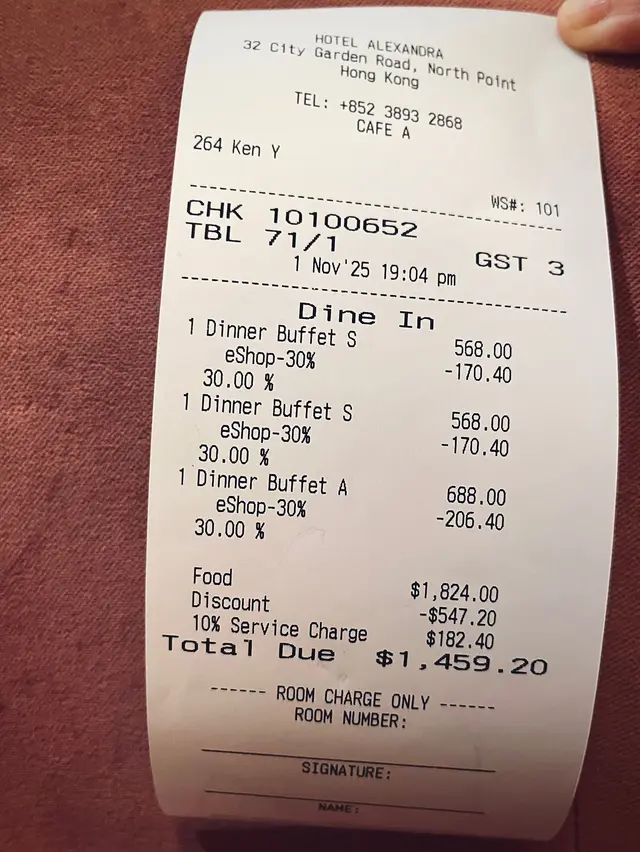 HOTEL ALEXANDRA
32 City Garden Road, North Point
Hong Kong
TEL: +852 3893 2868
CAFE A
264 Ken Y
WS#: 101
CHK 10100652
TBL 71/1 GST 3
1 Nov'25 19:04 pm
Dine In
1 Dinner Buffet S 568.00
eShop-30% -170.40
30.00 %
1 Dinner Buffet S 568.00
eShop-30% -170.40
30.00 %
1 Dinner Buffet A 688.00
eShop-30% -206.40
30.00 %
Food $1,824.00
Discount -$547.20
10% Service Charge $182.40
Total Due $1,459.20
------ ROOM CHARGE ONLY ------
ROOM NUMBER:
SIGNATURE:
NAME: